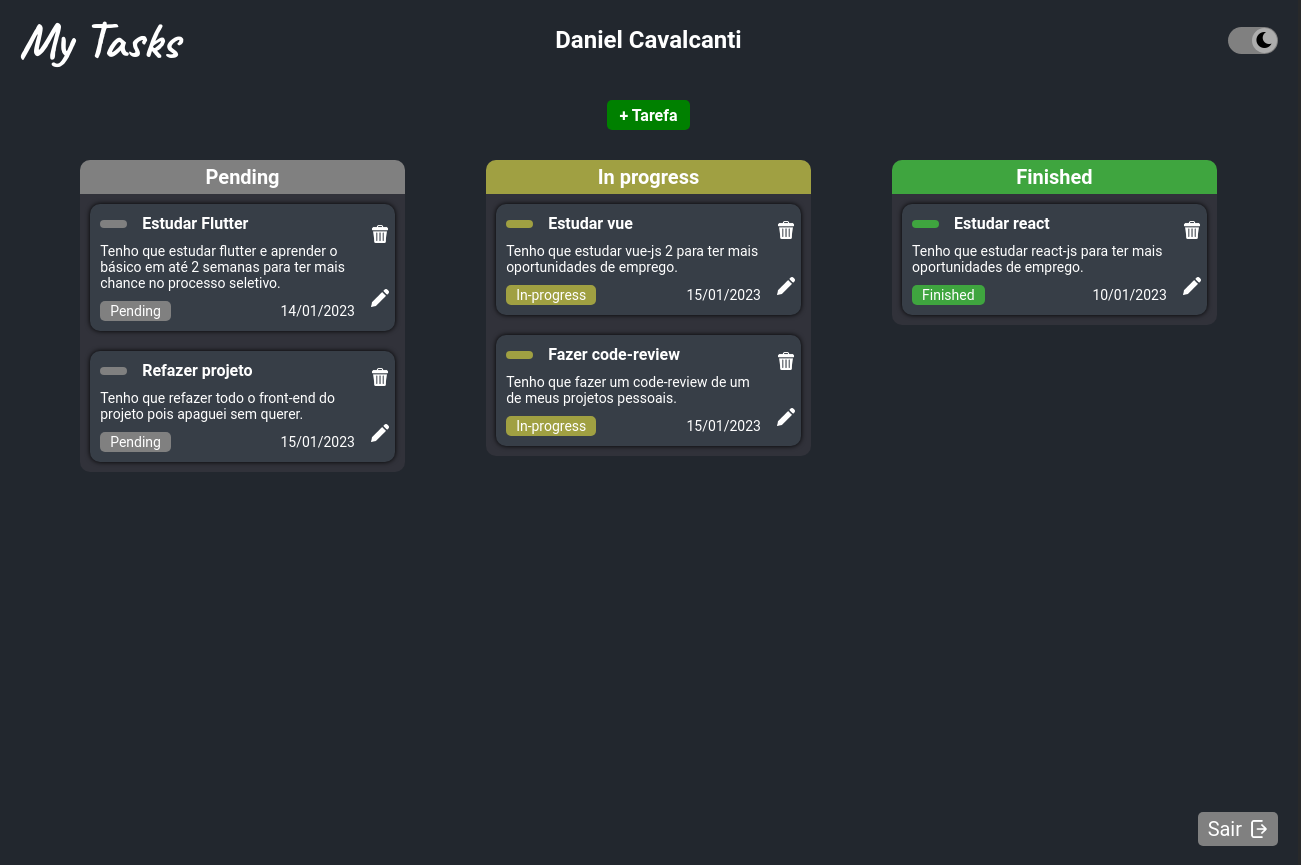 My Tasks
Daniel Cavalcanti
+ Tarefa
Pending
Estudar Flutter
Tenho que estudar flutter e aprender o
básico em até 2 semanas para ter mais
chance no processo seletivo.
Pending 14/01/2023
Refazer projeto
Tenho que refazer todo o front-end do
projeto pois apaguei sem querer.
Pending 15/01/2023
In progress
Estudar vue
Tenho que estudar vue-js 2 para ter mais
oportunidades de emprego.
In-progress 15/01/2023
Fazer code-review
Tenho que fazer um code-review de um
de meus projetos pessoais.
In-progress 15/01/2023
Finished
Estudar react
Tenho que estudar react-js para ter mais
oportunidades de emprego.
Finished 10/01/2023
Sair